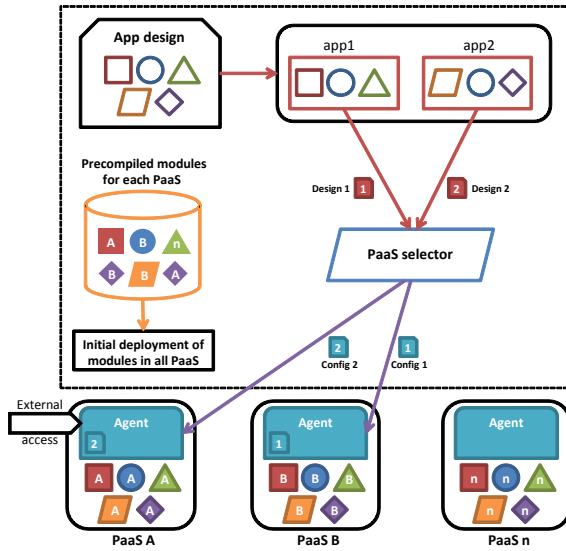 App design
app1
app2
Precompiled modules
for each PaaS
Design 1
1
2
Design 2
A
B
n
B
B
A
PaaS selector
Initial deployment of
modules in all PaaS
2
Config 2
1
Config 1
External
access
Agent
2
A
A
A
A
A
PaaS A
Agent
1
B
B
B
B
B
PaaS B
Agent
n
n
n
n
n
PaaS n